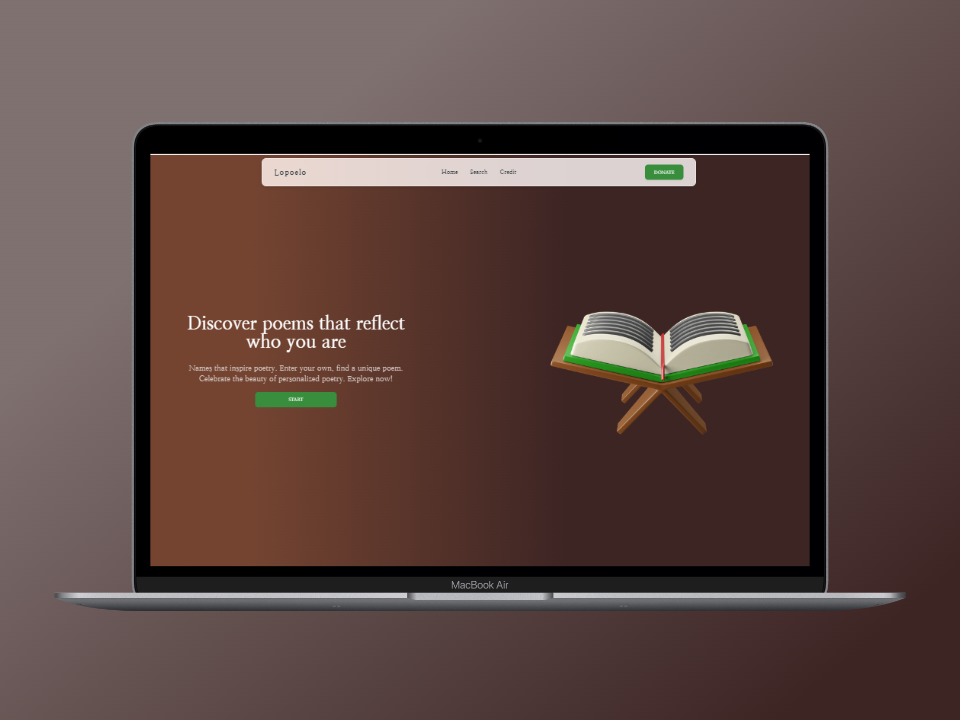 Lopoelo
Home Search Credit
DONATE
Discover poems that reflect
who you are
Names that inspire poetry. Enter your own, find a unique poem.
Celebrate the beauty of personalized poetry. Explore now!
START
MacBook Air